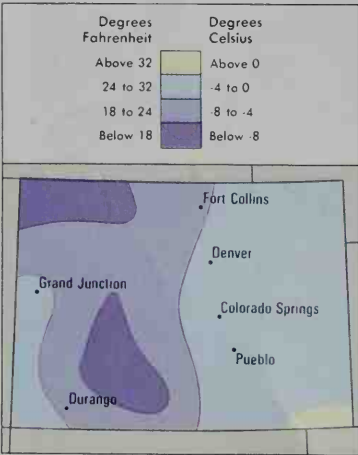 Degrees Fahrenheit
Degrees Celsius
Above 32
Above 0
24 to 32
-4 to 0
18 to 24
-8 to -4
Below 18
Below -8
Fort Collins
Denver
Grand Junction
Colorado Springs
Pueblo
Durango